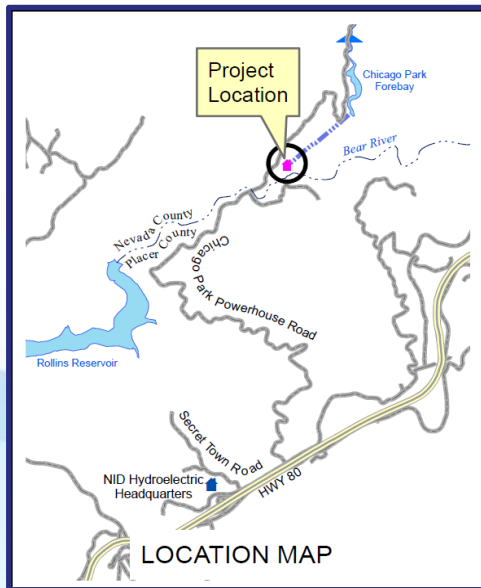 Project
Location
Chicago Park
Forebay
Bear River
Nevada County
Placer County
Chicago Park Powerhouse Road
Rollins Reservoir
Secret Town Road
NID Hydroelectric
Headquarters
HWY 80
LOCATION MAP